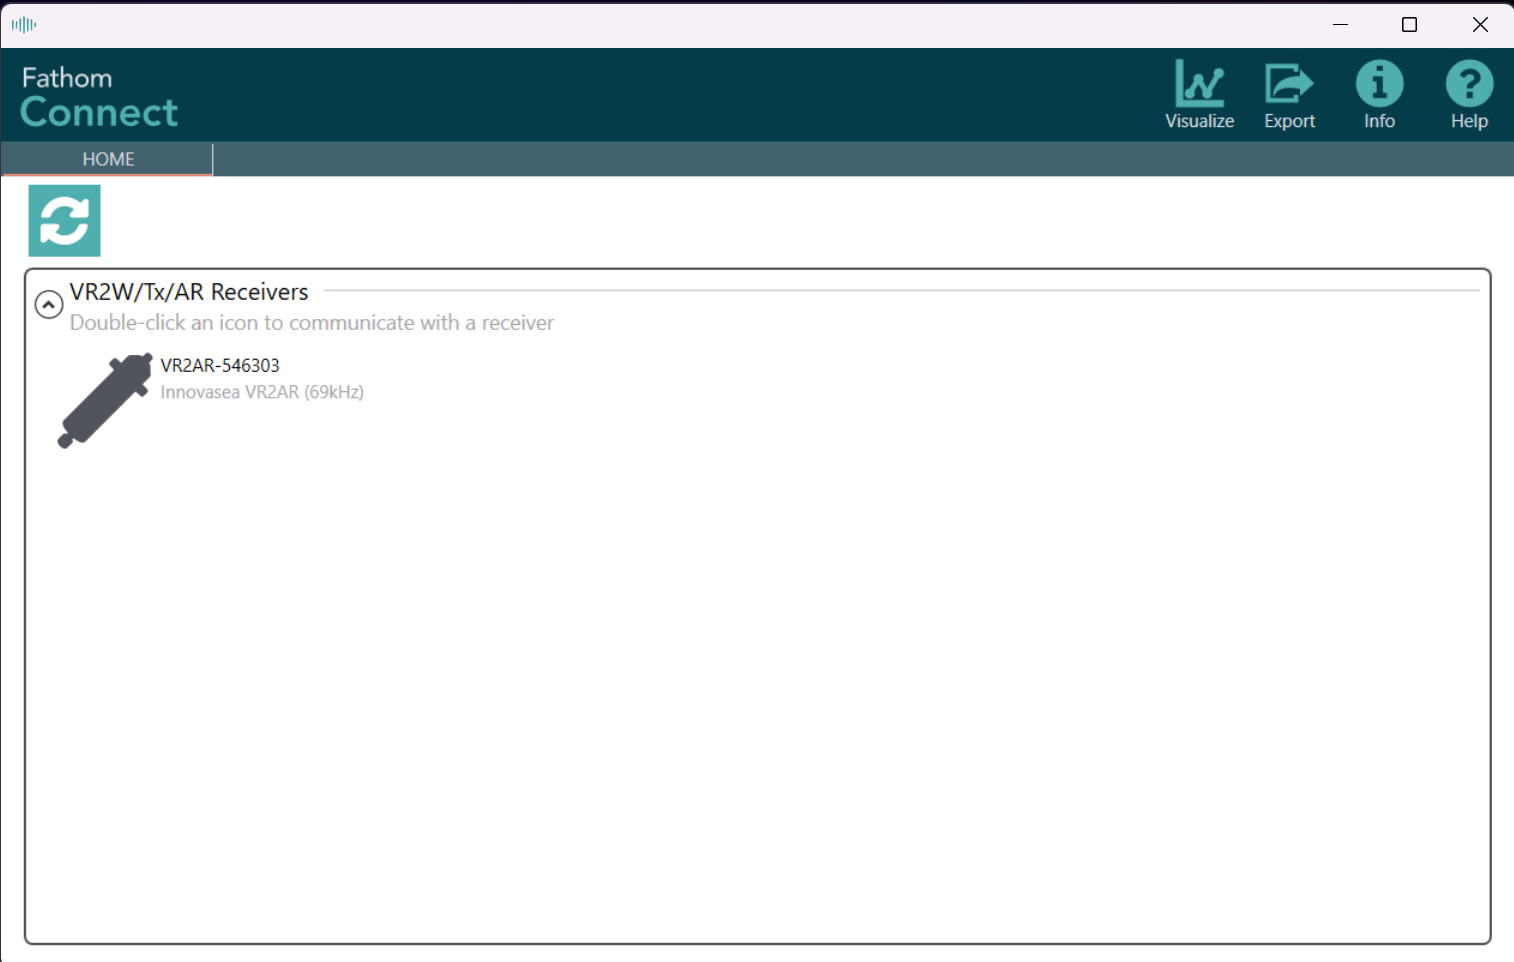 Fathom
Connect
Visualize
Export
Info
Help
HOME
VR2W/Tx/AR Receivers
Double-click an icon to communicate with a receiver
VR2AR-546303
Innovasea VR2AR (69kHz)